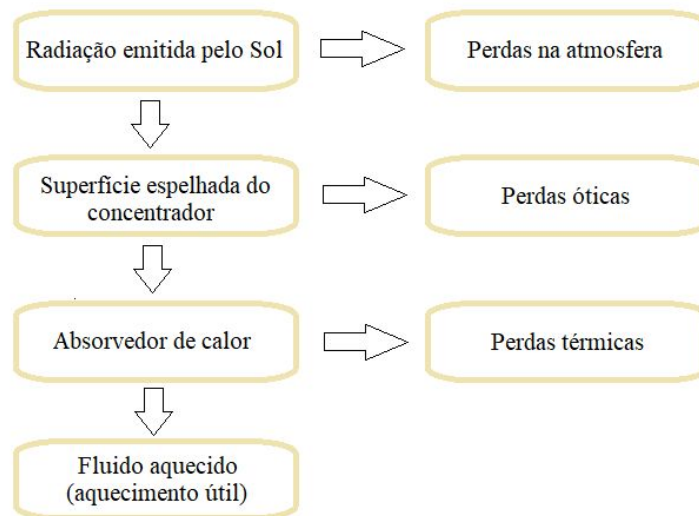 Radiação emitida pelo Sol
Perdas na atmosfera
Superfície espelhada do
concentrador
Perdas óticas
Absorvedor de calor
Perdas térmicas
Fluido aquecido
(aquecimento útil)